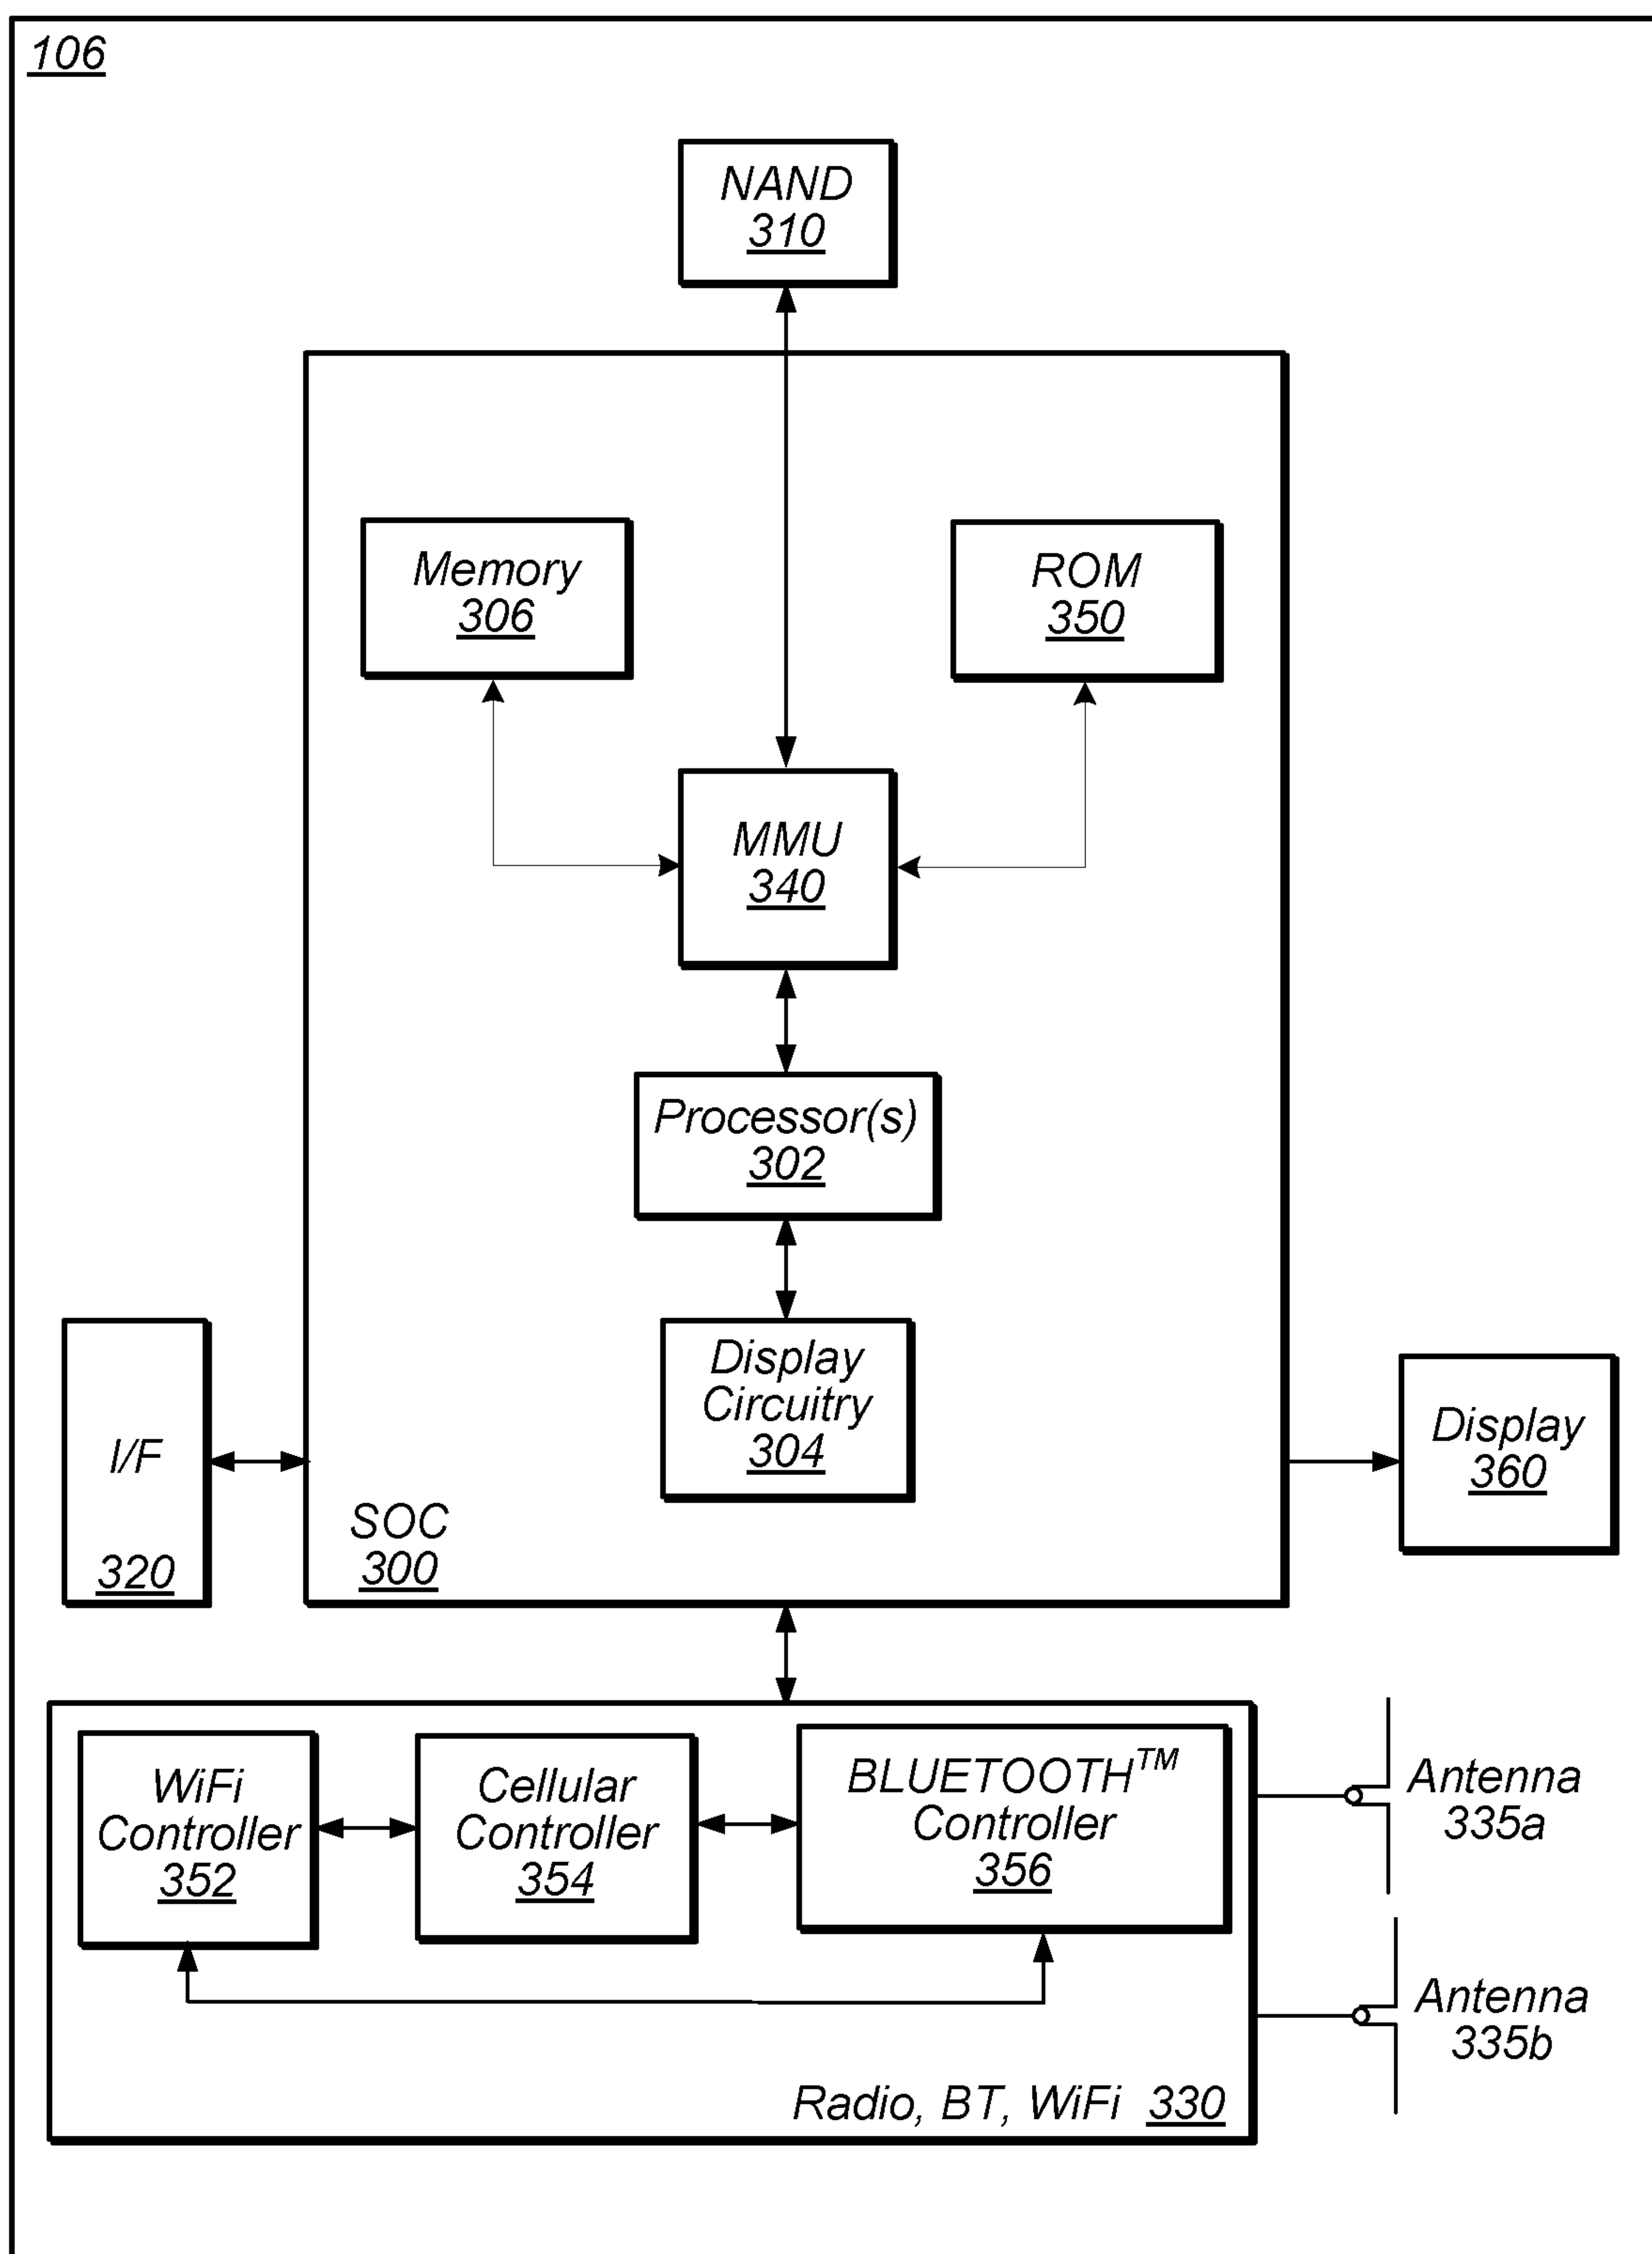 106
NAND
310
Memory
306
ROM
350
MMU
340
Processor(s)
302
Display
Circuitry
304
I/F
320
SOC
300
Display
360
WiFi
Controller
352
Cellular
Controller
354
BLUETOOTH™
Controller
356
Antenna
335a
Antenna
335b
Radio, BT, WiFi 330